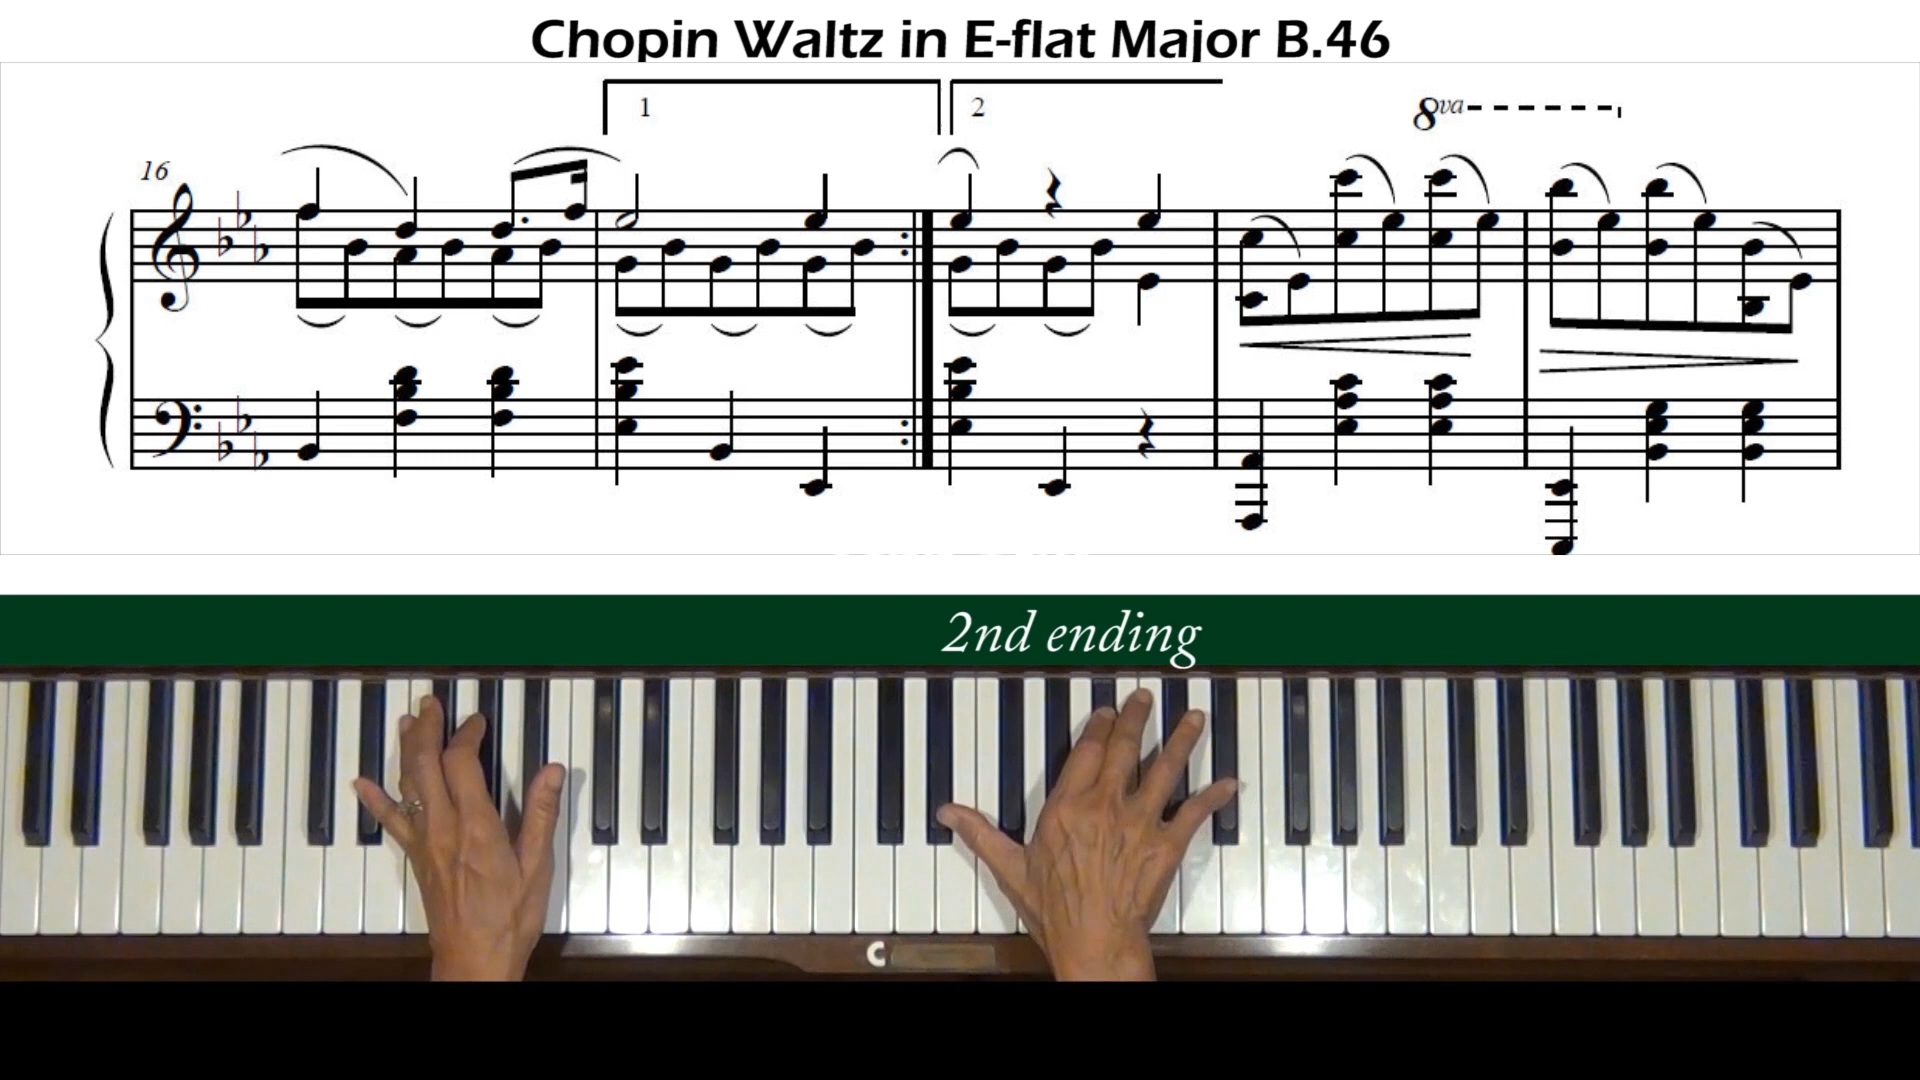 Chopin Waltz in E-flat Major B.46
1
2
8va
16
2nd ending
C